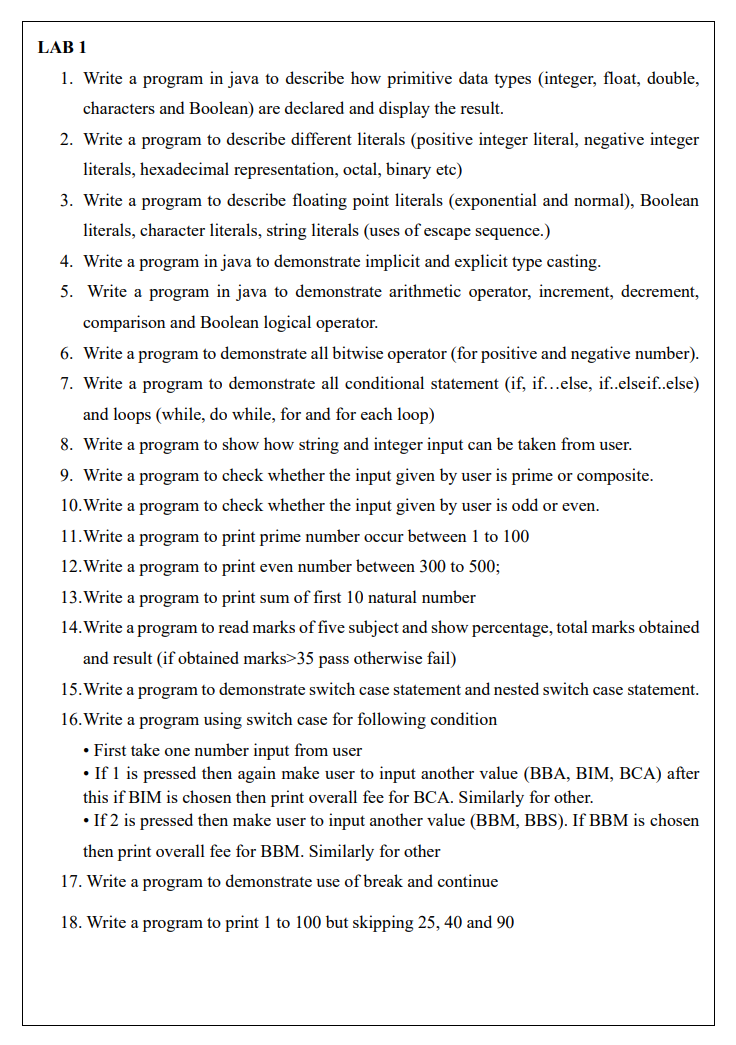 LAB 1
1. Write a program in java to describe how primitive data types (integer, float, double,
characters and Boolean) are declared and display the result.
2. Write a program to describe different literals (positive integer literal, negative integer
literals, hexadecimal representation, octal, binary etc)
3. Write a program to describe floating point literals (exponential and normal), Boolean
literals, character literals, string literals (uses of escape sequence.)
4. Write a program in java to demonstrate implicit and explicit type casting.
5. Write a program in java to demonstrate arithmetic operator, increment, decrement,
comparison and Boolean logical operator.
6. Write a program to demonstrate all bitwise operator (for positive and negative number).
7. Write a program to demonstrate all conditional statement (if, if…else, if..elseif..else)
and loops (while, do while, for and for each loop)
8. Write a program to show how string and integer input can be taken from user.
9. Write a program to check whether the input given by user is prime or composite.
10.Write a program to check whether the input given by user is odd or even.
11.Write a program to print prime number occur between 1 to 100
12.Write a program to print even number between 300 to 500;
13.Write a program to print sum of first 10 natural number
14.Write a program to read marks of five subject and show percentage, total marks obtained
and result (if obtained marks>35 pass otherwise fail)
15.Write a program to demonstrate switch case statement and nested switch case statement.
16.Write a program using switch case for following condition
• First take one number input from user
• If 1 is pressed then again make user to input another value (BBA, BIM, BCA) after
this if BIM is chosen then print overall fee for BCA. Similarly for other.
• If 2 is pressed then make user to input another value (BBM, BBS). If BBM is chosen
then print overall fee for BBM. Similarly for other
17. Write a program to demonstrate use of break and continue
18. Write a program to print 1 to 100 but skipping 25, 40 and 90